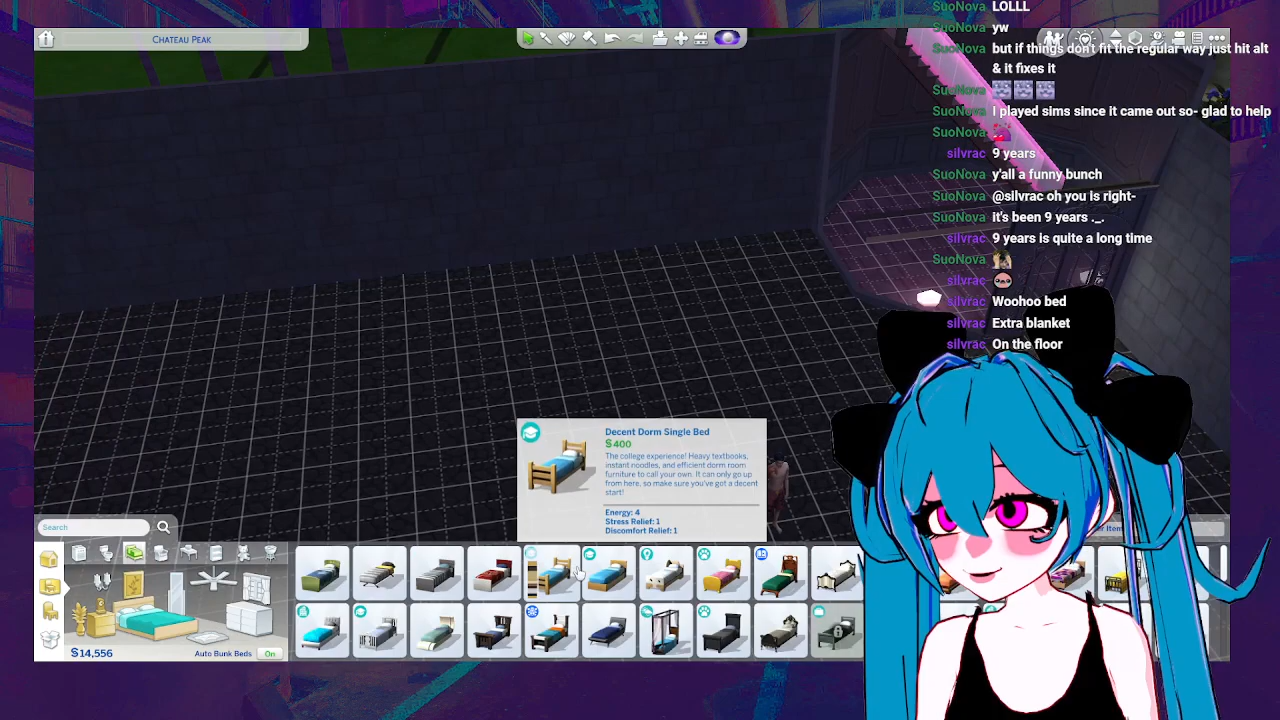 CHATEAU PEAK
SuoNova LOLLL
SuoNova yw
SuoNova but if things don't fit the regular way just hit alt
& it fixes it
SuoNova
SuoNova I played sims since it came out so- glad to help
SuoNova
silvrac 9 years
SuoNova y'all a funny bunch
SuoNova @silvrac oh you is right-
SuoNova it's been 9 years ._.
silvrac 9 years is quite a long time
SuoNova
silvrac
silvrac Woohoo bed
silvrac Extra blanket
silvrac On the floor
Decent Dorm Single Bed
§400
The college experience! Heavy textbooks,
instant noodles, and efficient dorm room
furniture to call your own. It can only go up
from here, so make sure you've got a decent
start!
Energy: 4
Stress Relief: 1
Discomfort Relief: 1
Search
§14,556
Auto Bunk Beds On